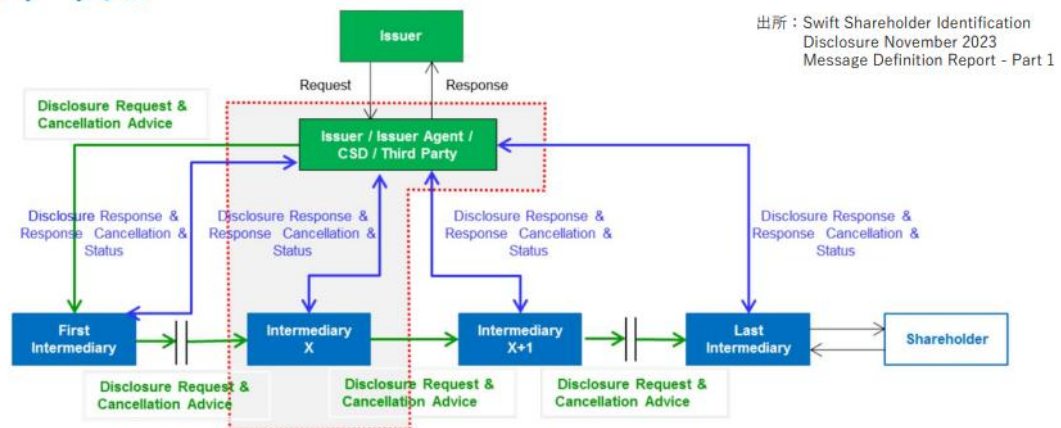 出所：Swift Shareholder Identification
Disclosure November 2023
Message Definition Report - Part 1
Issuer
Request
Response
Disclosure Request &
Cancellation Advice
Issuer / Issuer Agent /
CSD / Third Party
Disclosure Response &
Response Cancellation &
Status
Disclosure Response &
Response Cancellation &
Status
Disclosure Response &
Response Cancellation &
Status
Disclosure Response &
Response Cancellation &
Status
First
Intermediary
Intermediary
X
Intermediary
X+1
Last
Intermediary
Shareholder
Disclosure Request &
Cancellation Advice
Disclosure Request &
Cancellation Advice
Disclosure Request &
Cancellation Advice